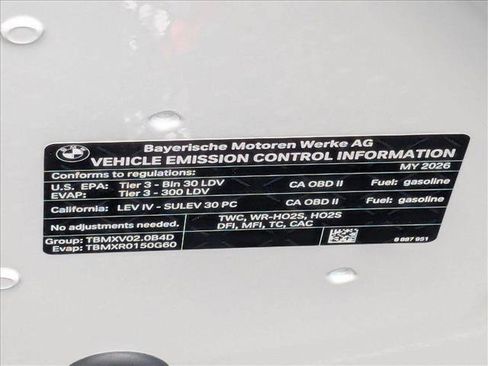 Bayerische Motoren Werke AG
VEHICLE EMISSION CONTROL INFORMATION
Conforms to regulations: MY 2026
U.S. EPA: Tier 3 - Bin 30 LDV CA OBD II Fuel: gasoline
EVAP: Tier 3 - 300 LDV
California: LEV IV - SULEV 30 PC CA OBD II Fuel: gasoline
No adjustments needed. TWC, WR-HO2S, HO2S
DFI, MFI, TC, CAC
Group: TBMXV02.0B4D
Evap: TBMXR0150G60
8 887 951